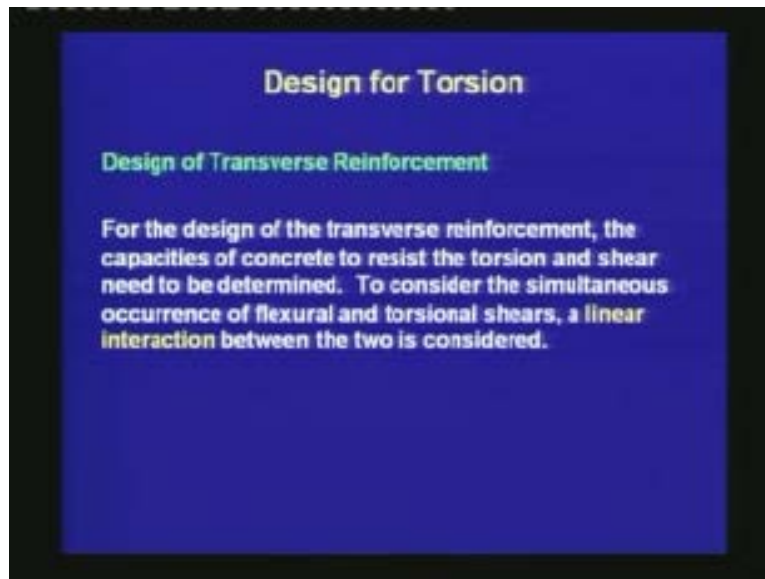 Design for Torsion
Design of Transverse Reinforcement
For the design of the transverse reinforcement, the
capacities of concrete to resist the torsion and shear
need to be determined. To consider the simultaneous
occurrence of flexural and torsional shears, a linear
interaction between the two is considered.